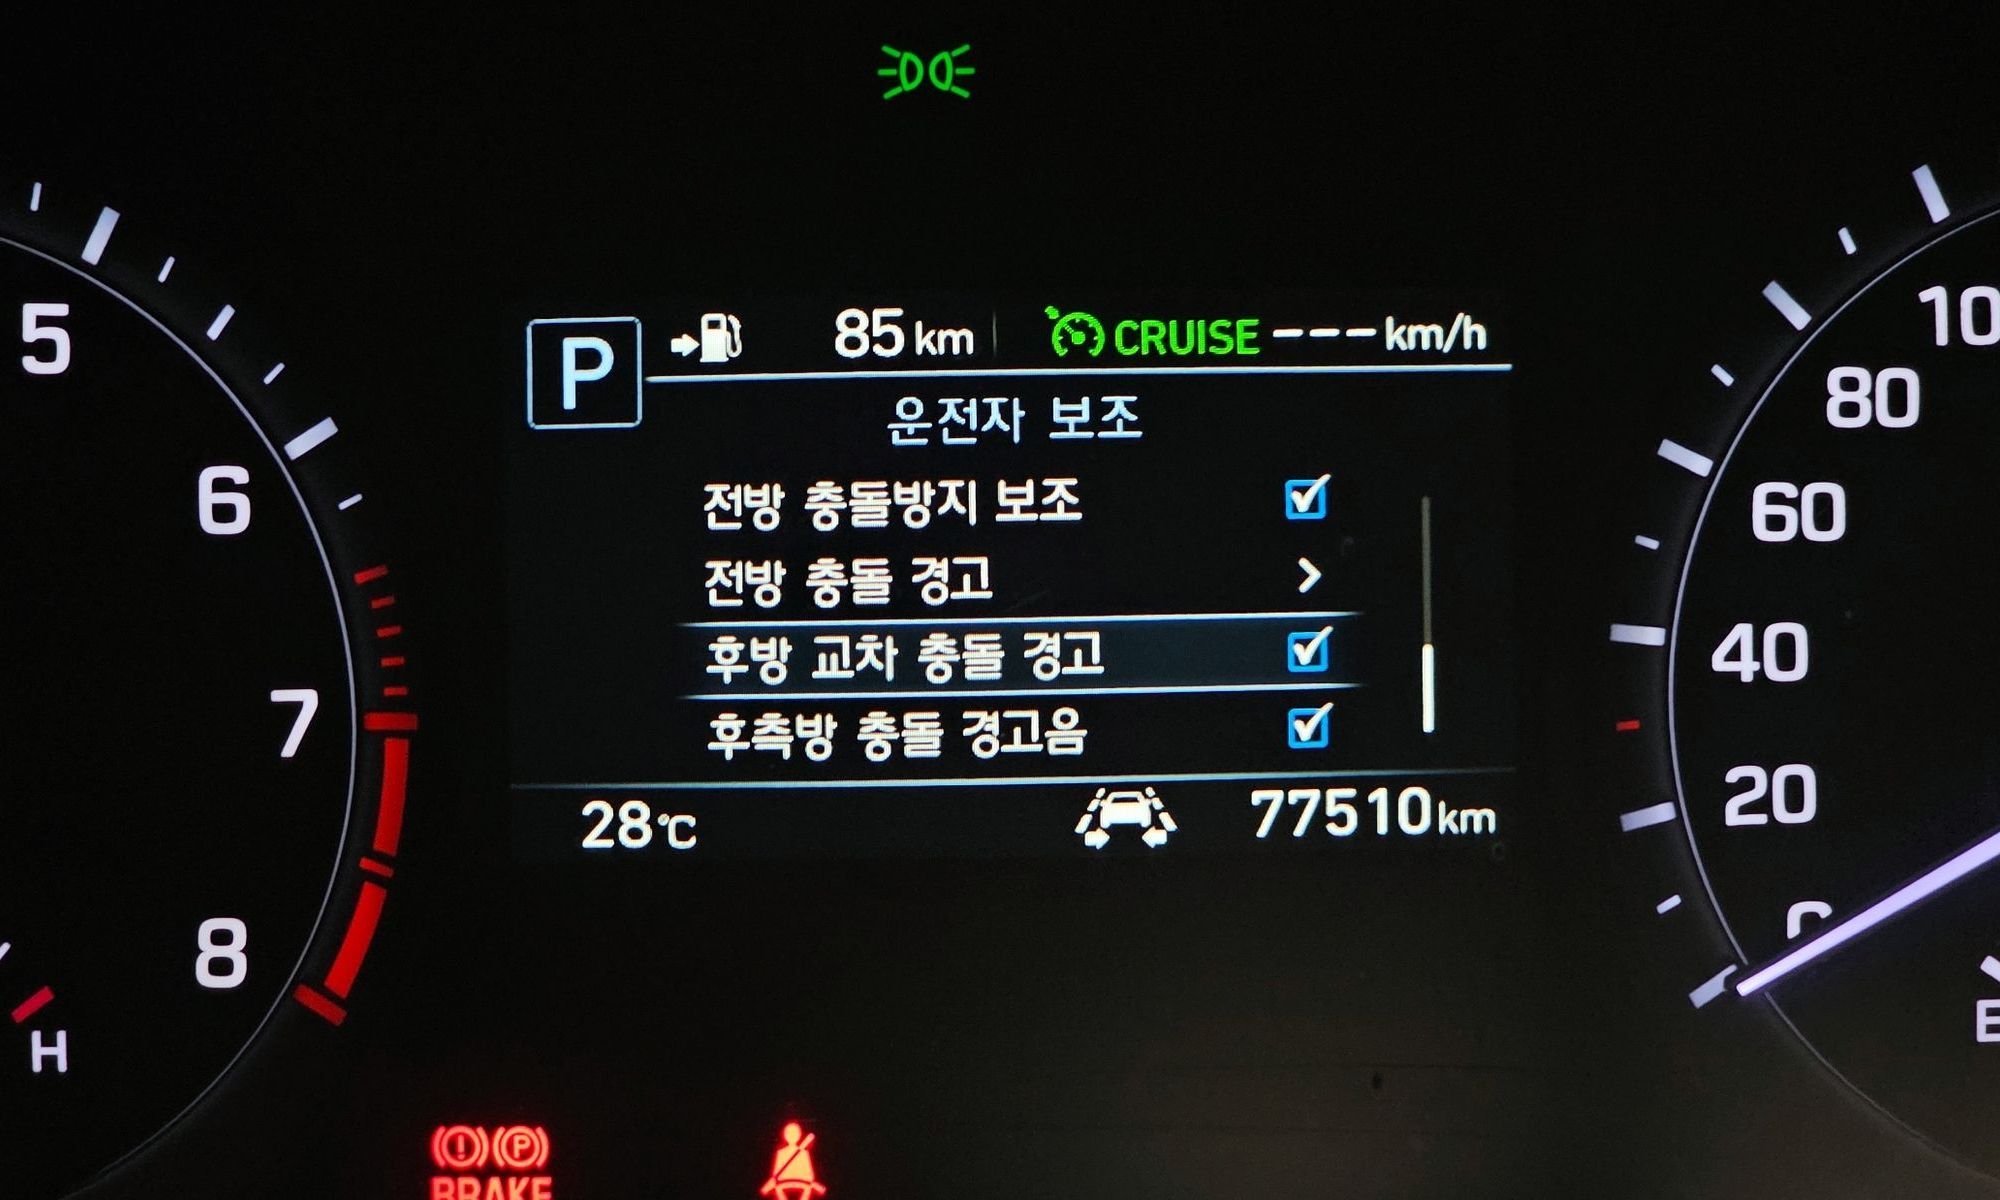 P
85 km
CRUISE ---km/h
운전자 보조
전방 충돌방지 보조
전방 충돌 경고
후방 교차 충돌 경고
후측방 충돌 경고음
28℃
77510km
5
6
7
8
H
100
80
60
40
20
0
E
P
BRAKE